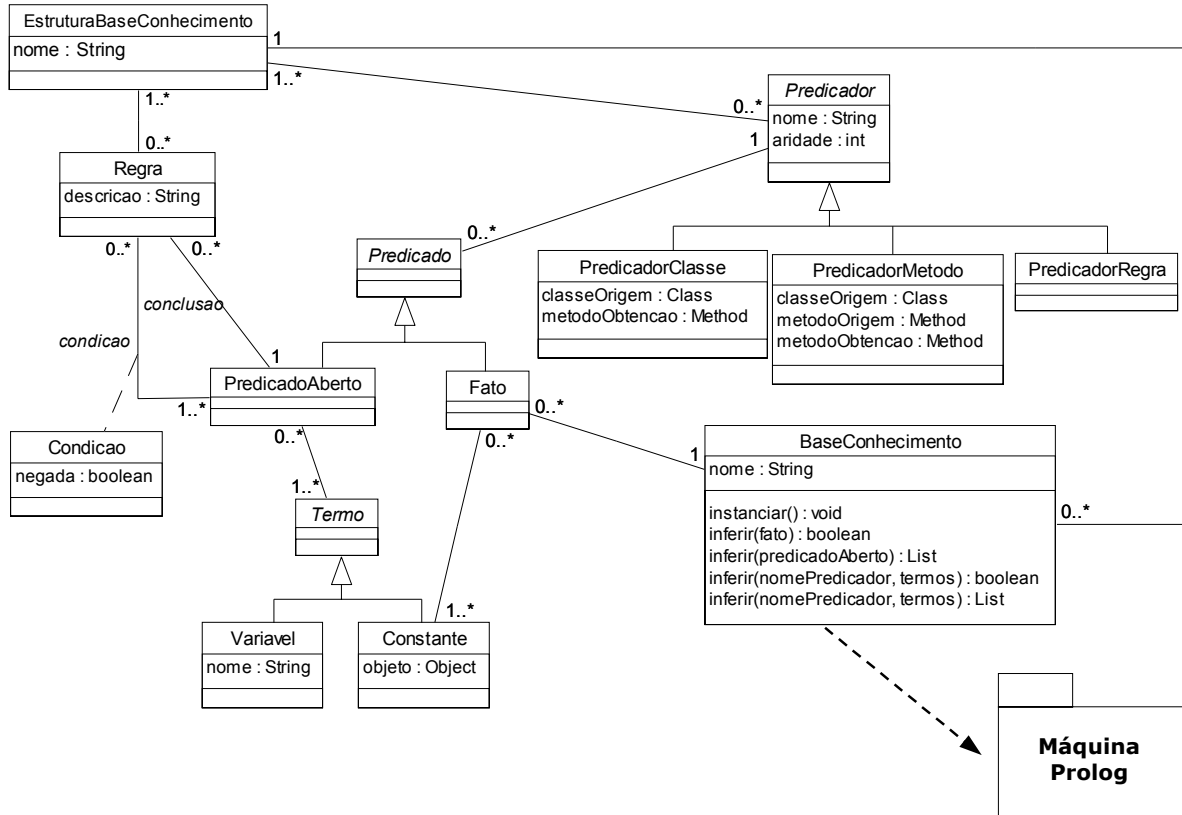 EstruturaBaseConhecimento
nome : String
1
1..*
1..*
0..*
Predicador
nome : String
aridade : int
0..*
1
Regra
descricao : String
0..*
0..*
0..*
Predicado
PredicadorClasse
classeOrigem : Class
metodoObtencao : Method
PredicadorMetodo
classeOrigem : Class
metodoOrigem : Method
metodoObtencao : Method
PredicadorRegra
conclusao
condicao
1
PredicadoAberto
1..*
0..*
Fato
0..*
0..*
Condicao
negada : boolean
1
BaseConhecimento
nome : String
instanciar() : void
inferir(fato) : boolean
inferir(predicadoAberto) : List
inferir(nomePredicador, termos) : boolean
inferir(nomePredicador, termos) : List
0..*
1..*
Termo
1..*
Variavel
nome : String
Constante
objeto : Object
Máquina
Prolog